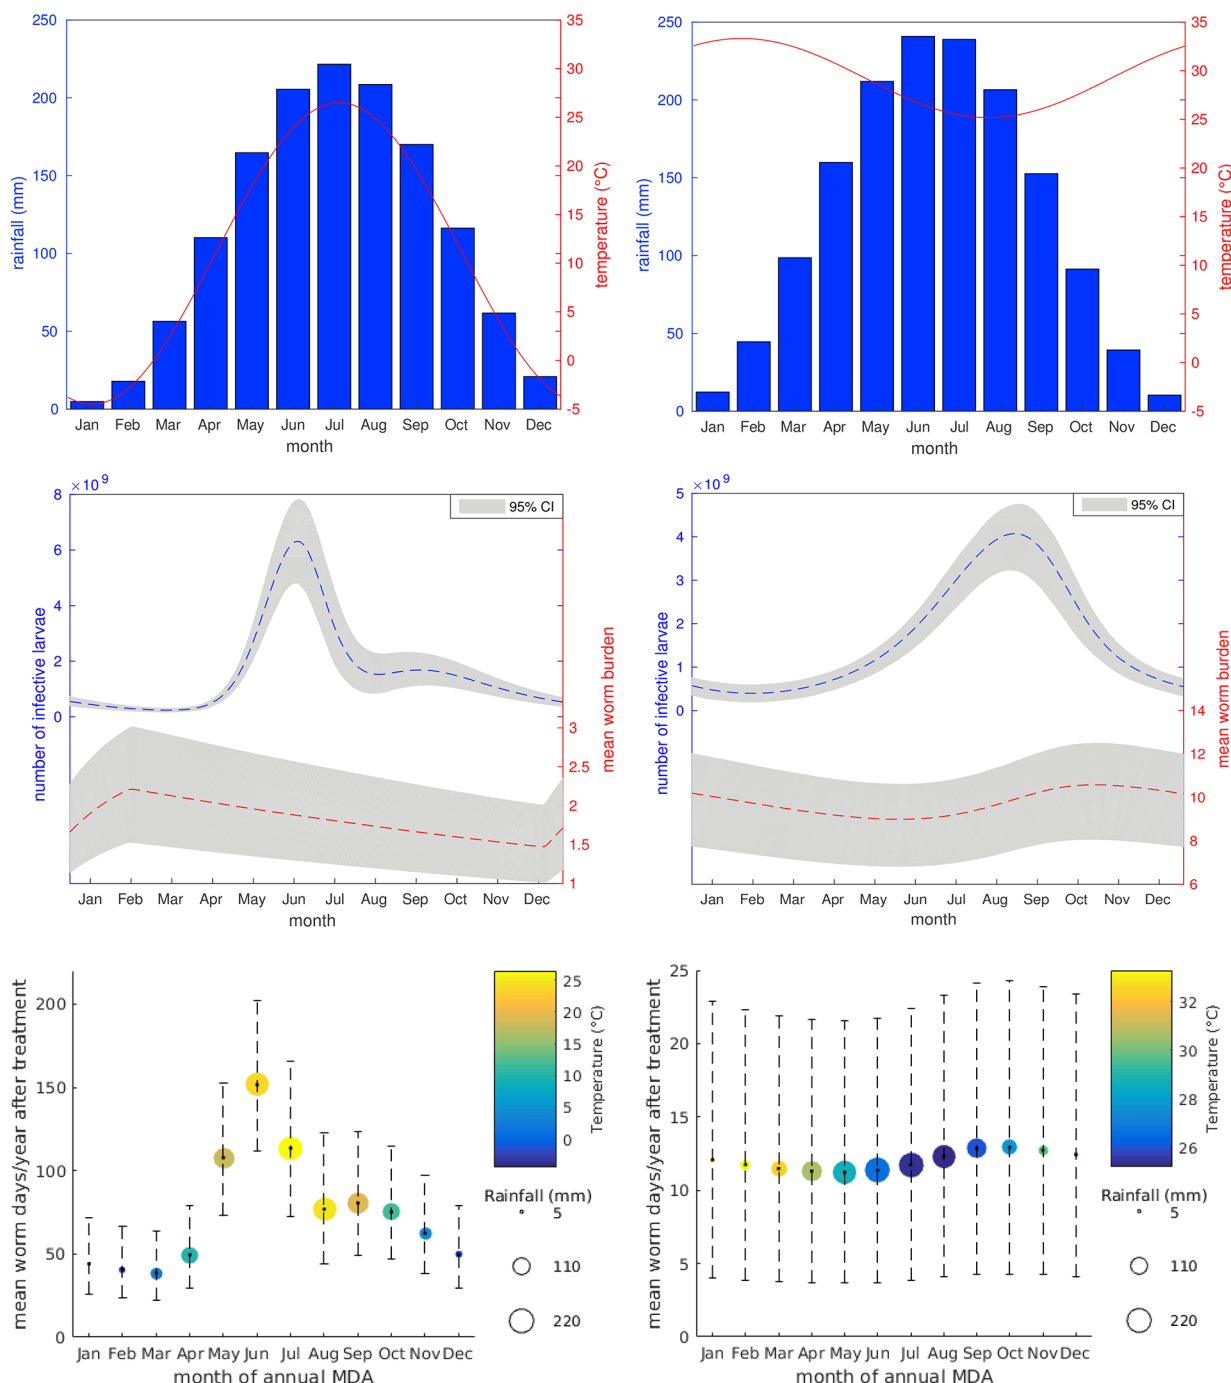 250
200
150
100
50
0
rainfall (mm)
35
30
25
20
15
10
5
0
-5
temperature (°C)
Jan Feb Mar Apr May Jun Jul Aug Sep Oct Nov Dec
month
250
200
150
100
50
0
rainfall (mm)
35
30
25
20
15
10
5
0
-5
temperature (°C)
Jan Feb Mar Apr May Jun Jul Aug Sep Oct Nov Dec
month
×10 9
8
6
4
2
0
number of infective larvae
95% CI
3
2.5
2
1.5
1
mean worm burden
Jan Feb Mar Apr May Jun Jul Aug Sep Oct Nov Dec
month
×10 9
5
4
3
2
1
0
number of infective larvae
95% CI
14
12
10
8
6
mean worm burden
Jan Feb Mar Apr May Jun Jul Aug Sep Oct Nov Dec
month
mean worm days/year after treatment
200
150
100
50
0
Jan Feb Mar Apr May Jun Jul Aug Sep Oct Nov Dec
month of annual MDA
25
20
15
10
5
0
Temperature (°C)
Rainfall (mm)
5
110
220
mean worm days/year after treatment
25
20
15
10
5
0
Jan Feb Mar Apr May Jun Jul Aug Sep Oct Nov Dec
month of annual MDA
32
30
28
26
Temperature (°C)
Rainfall (mm)
5
110
220